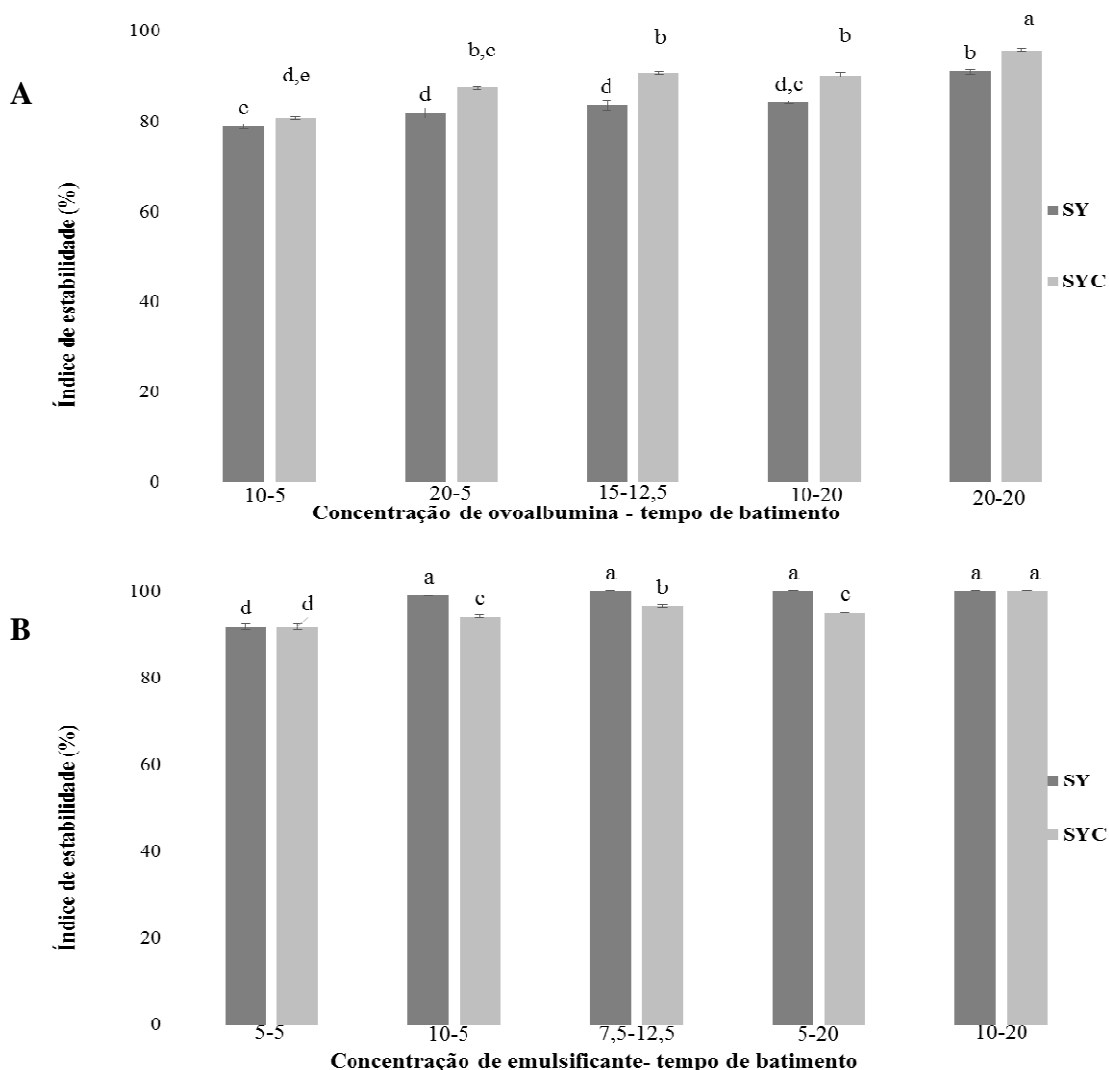 A
Índice de estabilidade (%)
100
80
60
40
20
0
c
d,e
d
b,c
d
b
d,c
b
b
a
10-5
20-5
15-12,5
10-20
20-20
Concentração de ovoalbumina - tempo de batimento
SY
SYC
B
Índice de estabilidade (%)
100
80
60
40
20
0
d
d
a
c
a
b
a
c
a
a
5-5
10-5
7,5-12,5
5-20
10-20
Concentração de emulsificante- tempo de batimento
SY
SYC